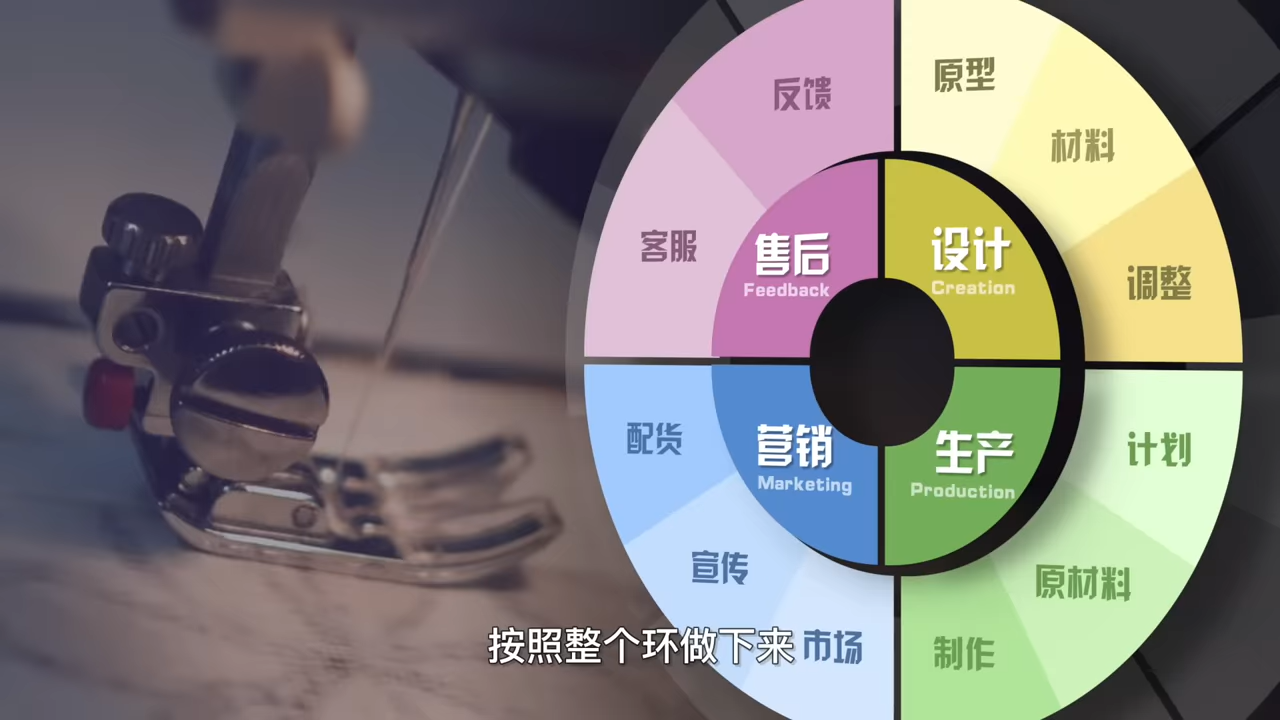 反馈
原型
材料
客服
售后
Feedback
设计
Creation
调整
配货
营销
Marketing
生产
Production
计划
宣传
原材料
市场
制作
按照整个环做下来